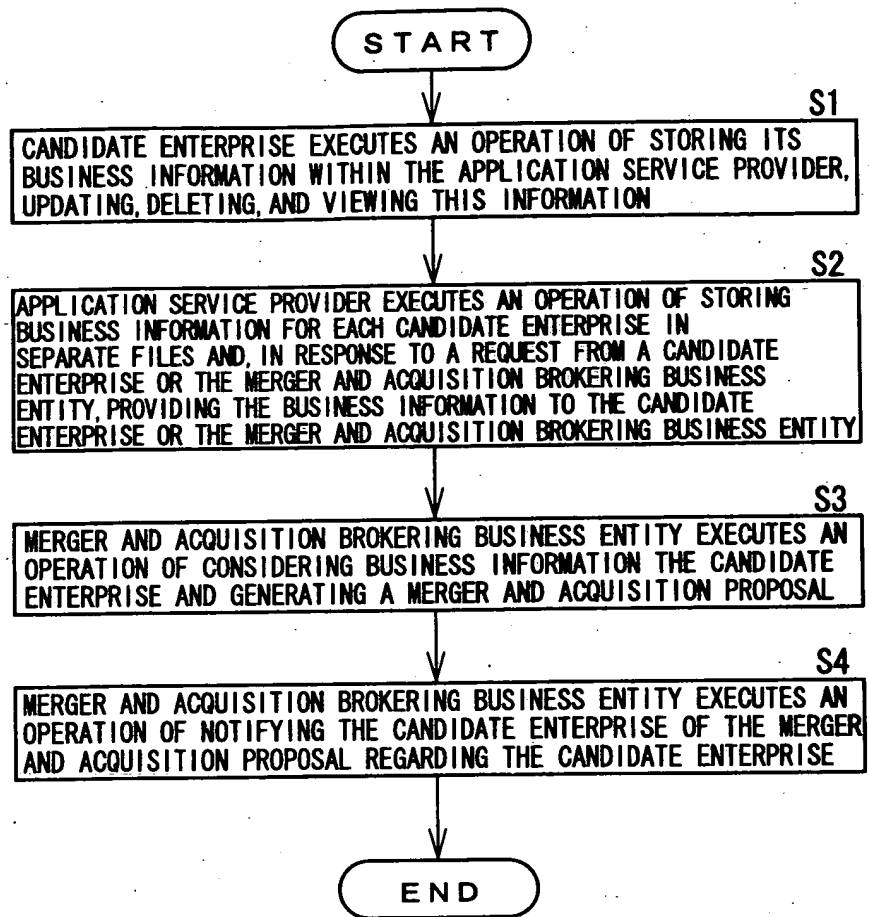 START
S1
CANDIDATE ENTERPRISE EXECUTES AN OPERATION OF STORING ITS
BUSINESS INFORMATION WITHIN THE APPLICATION SERVICE PROVIDER,
UPDATING, DELETING, AND VIEWING THIS INFORMATION
S2
APPLICATION SERVICE PROVIDER EXECUTES AN OPERATION OF STORING
BUSINESS INFORMATION FOR EACH CANDIDATE ENTERPRISE IN
SEPARATE FILES AND, IN RESPONSE TO A REQUEST FROM A CANDIDATE
ENTERPRISE OR THE MERGER AND ACQUISITION BROKERING BUSINESS
ENTITY, PROVIDING THE BUSINESS INFORMATION TO THE CANDIDATE
ENTERPRISE OR THE MERGER AND ACQUISITION BROKERING BUSINESS ENTITY
S3
MERGER AND ACQUISITION BROKERING BUSINESS ENTITY EXECUTES AN
OPERATION OF CONSIDERING BUSINESS INFORMATION THE CANDIDATE
ENTERPRISE AND GENERATING A MERGER AND ACQUISITION PROPOSAL
S4
MERGER AND ACQUISITION BROKERING BUSINESS ENTITY EXECUTES AN
OPERATION OF NOTIFYING THE CANDIDATE ENTERPRISE OF THE MERGER
AND ACQUISITION PROPOSAL REGARDING THE CANDIDATE ENTERPRISE
END